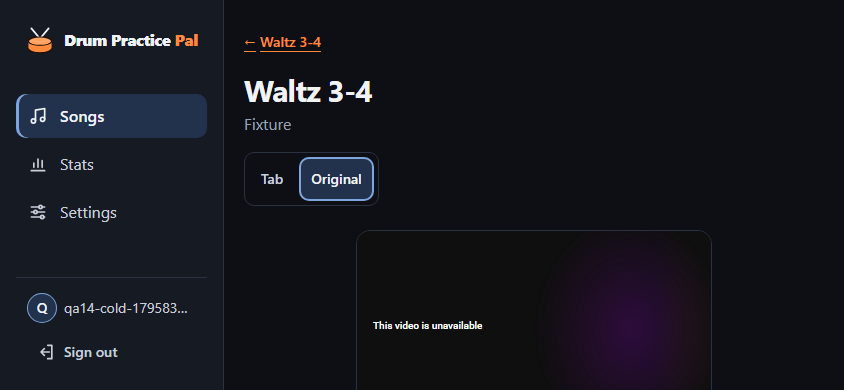 Drum Practice Pal
Songs
Stats
Settings
Q qa14-cold-179583...
Sign out
← Waltz 3-4
Waltz 3-4
Fixture
Tab Original
This video is unavailable